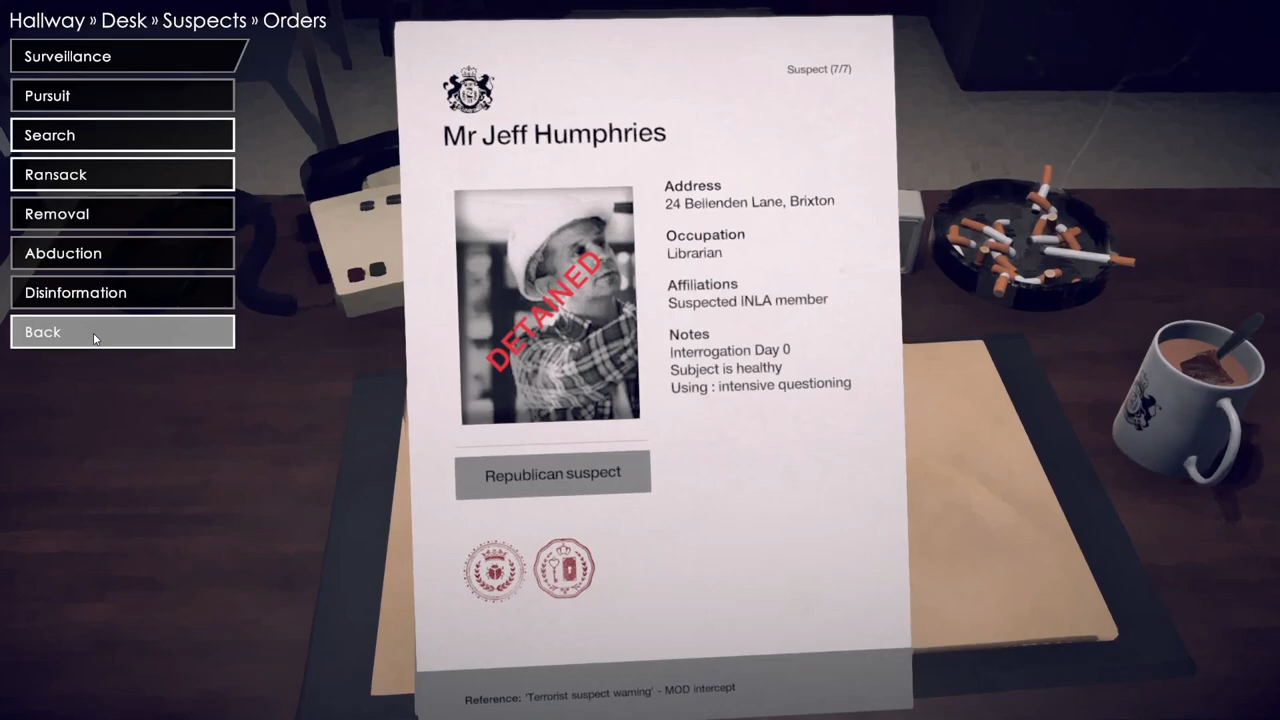 Hallway » Desk » Suspects » Orders
Surveillance
Pursuit
Search
Ransack
Removal
Abduction
Disinformation
Back
Suspect (7/7)
Mr Jeff Humphries
DETAINED
Address
24 Bellenden Lane, Brixton
Occupation
Librarian
Affiliations
Suspected INLA member
Notes
Interrogation Day 0
Subject is healthy
Using : intensive questioning
Republican suspect
Reference: 'Terrorist suspect warning' - MOD intercept